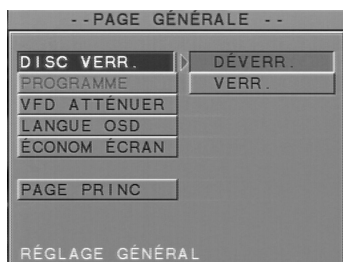 --PAGE GÉNÉRALE --
DISC VERR.
DÉVERR.
PROGRAMME
VERR.
VFD ATTÉNUER
LANGUE OSD
ÉCONOM ÉCRAN
PAGE PRINC
RÉGLAGE GÉNÉRAL